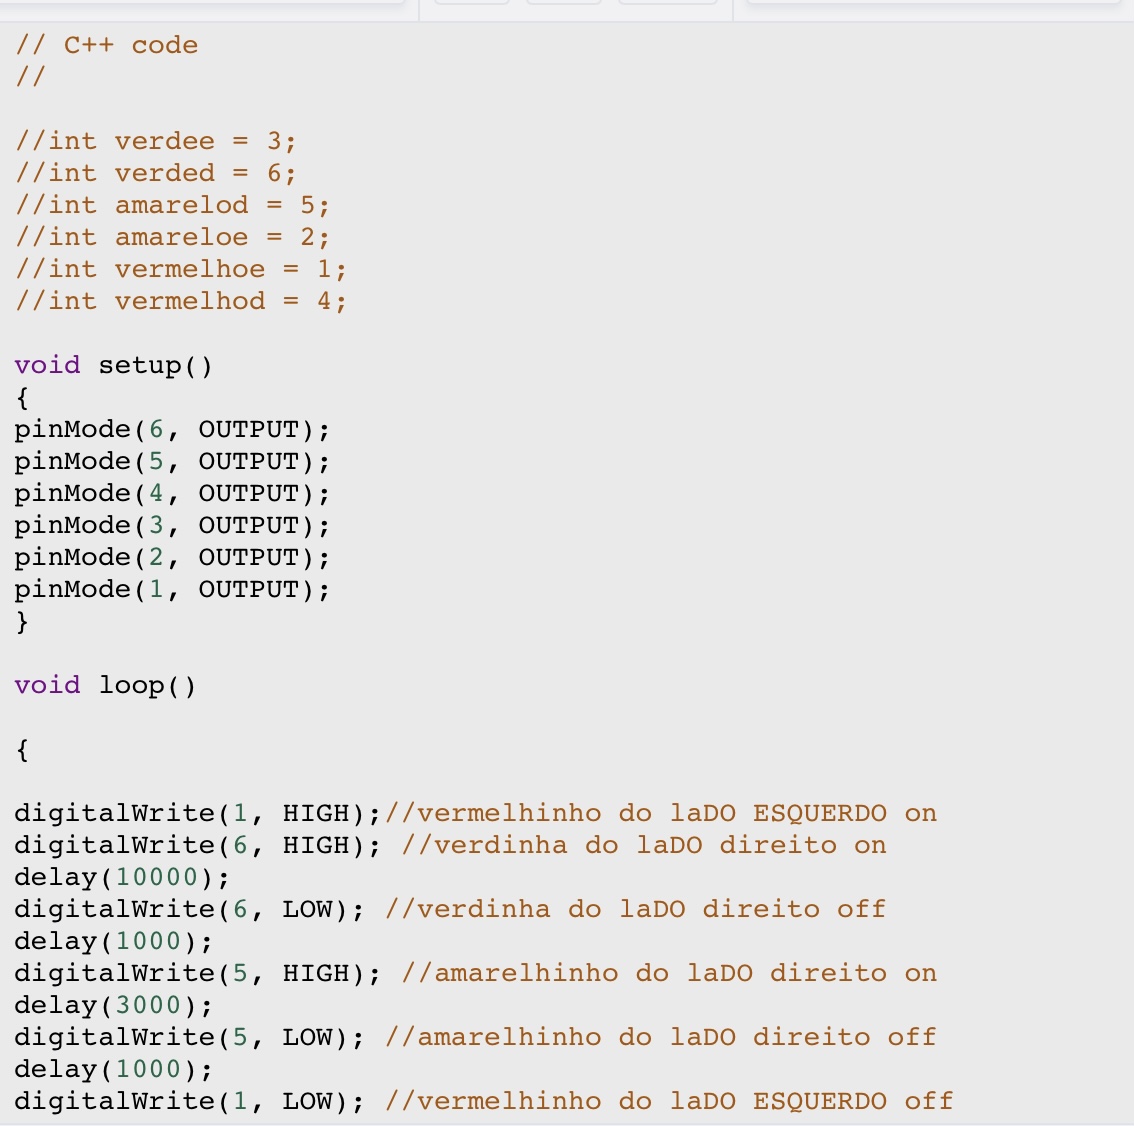 // C++ code
//
//int verdee = 3;
//int verded = 6;
//int amarelod = 5;
//int amareloe = 2;
//int vermelhoe = 1;
//int vermelhod = 4;
void setup()
{
pinMode(6, OUTPUT);
pinMode(5, OUTPUT);
pinMode(4, OUTPUT);
pinMode(3, OUTPUT);
pinMode(2, OUTPUT);
pinMode(1, OUTPUT);
}
void loop()
{
digitalWrite(1, HIGH);//vermelhinho do laDO ESQUERDO on
digitalWrite(6, HIGH); //verdinha do laDO direito on
delay(10000);
digitalWrite(6, LOW); //verdinha do laDO direito off
delay(1000);
digitalWrite(5, HIGH); //amarelhinho do laDO direito on
delay(3000);
digitalWrite(5, LOW); //amarelhinho do laDO direito off
delay(1000);
digitalWrite(1, LOW); //vermelhinho do laDO ESQUERDO off